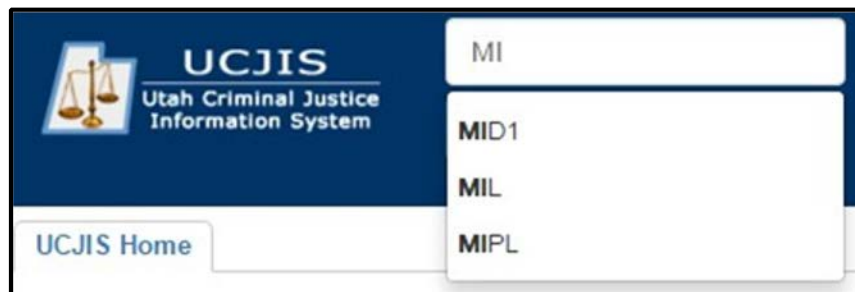 UCJIS
Utah Criminal Justice
Information System
MI
MID1
MIL
MIPL
UCJIS Home